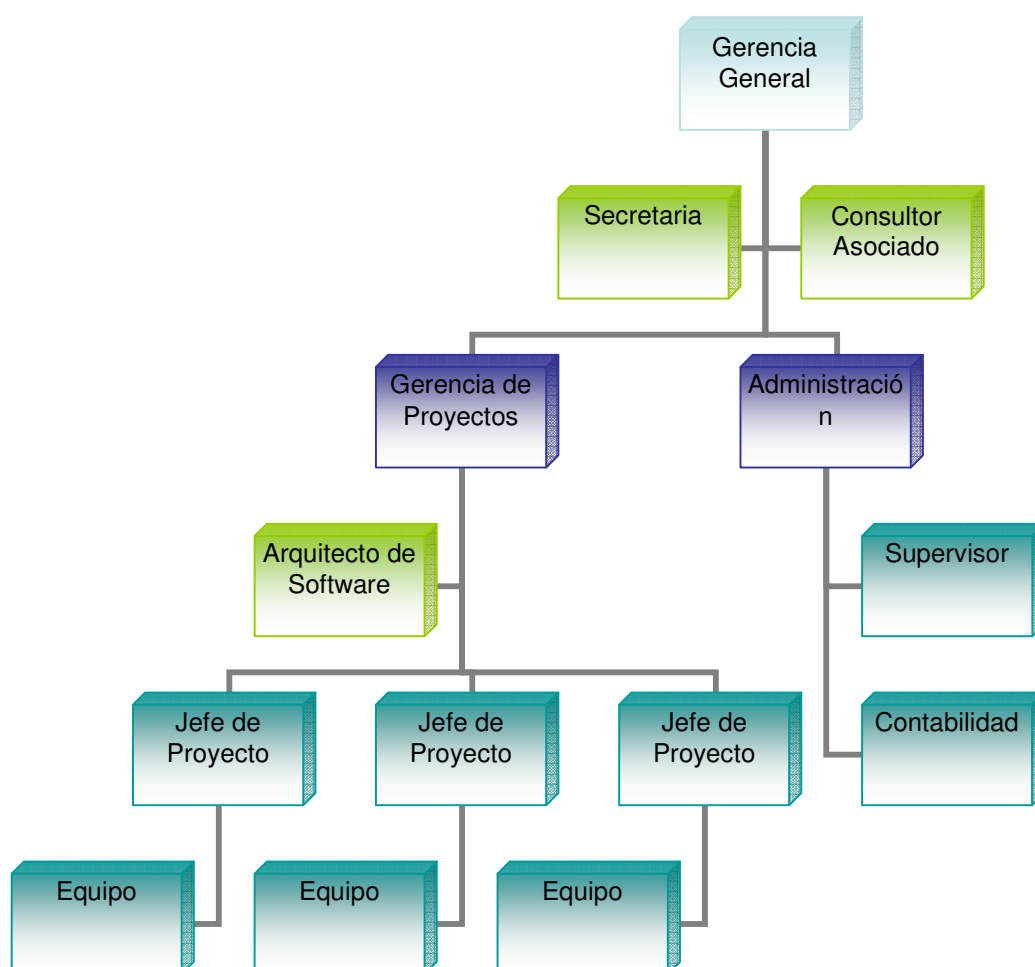 Gerencia
General
Secretaria
Consultor
Asociado
Gerencia de
Proyectos
Administració
n
Arquitecto de
Software
Supervisor
Jefe de
Proyecto
Jefe de
Proyecto
Jefe de
Proyecto
Contabilidad
Equipo
Equipo
Equipo